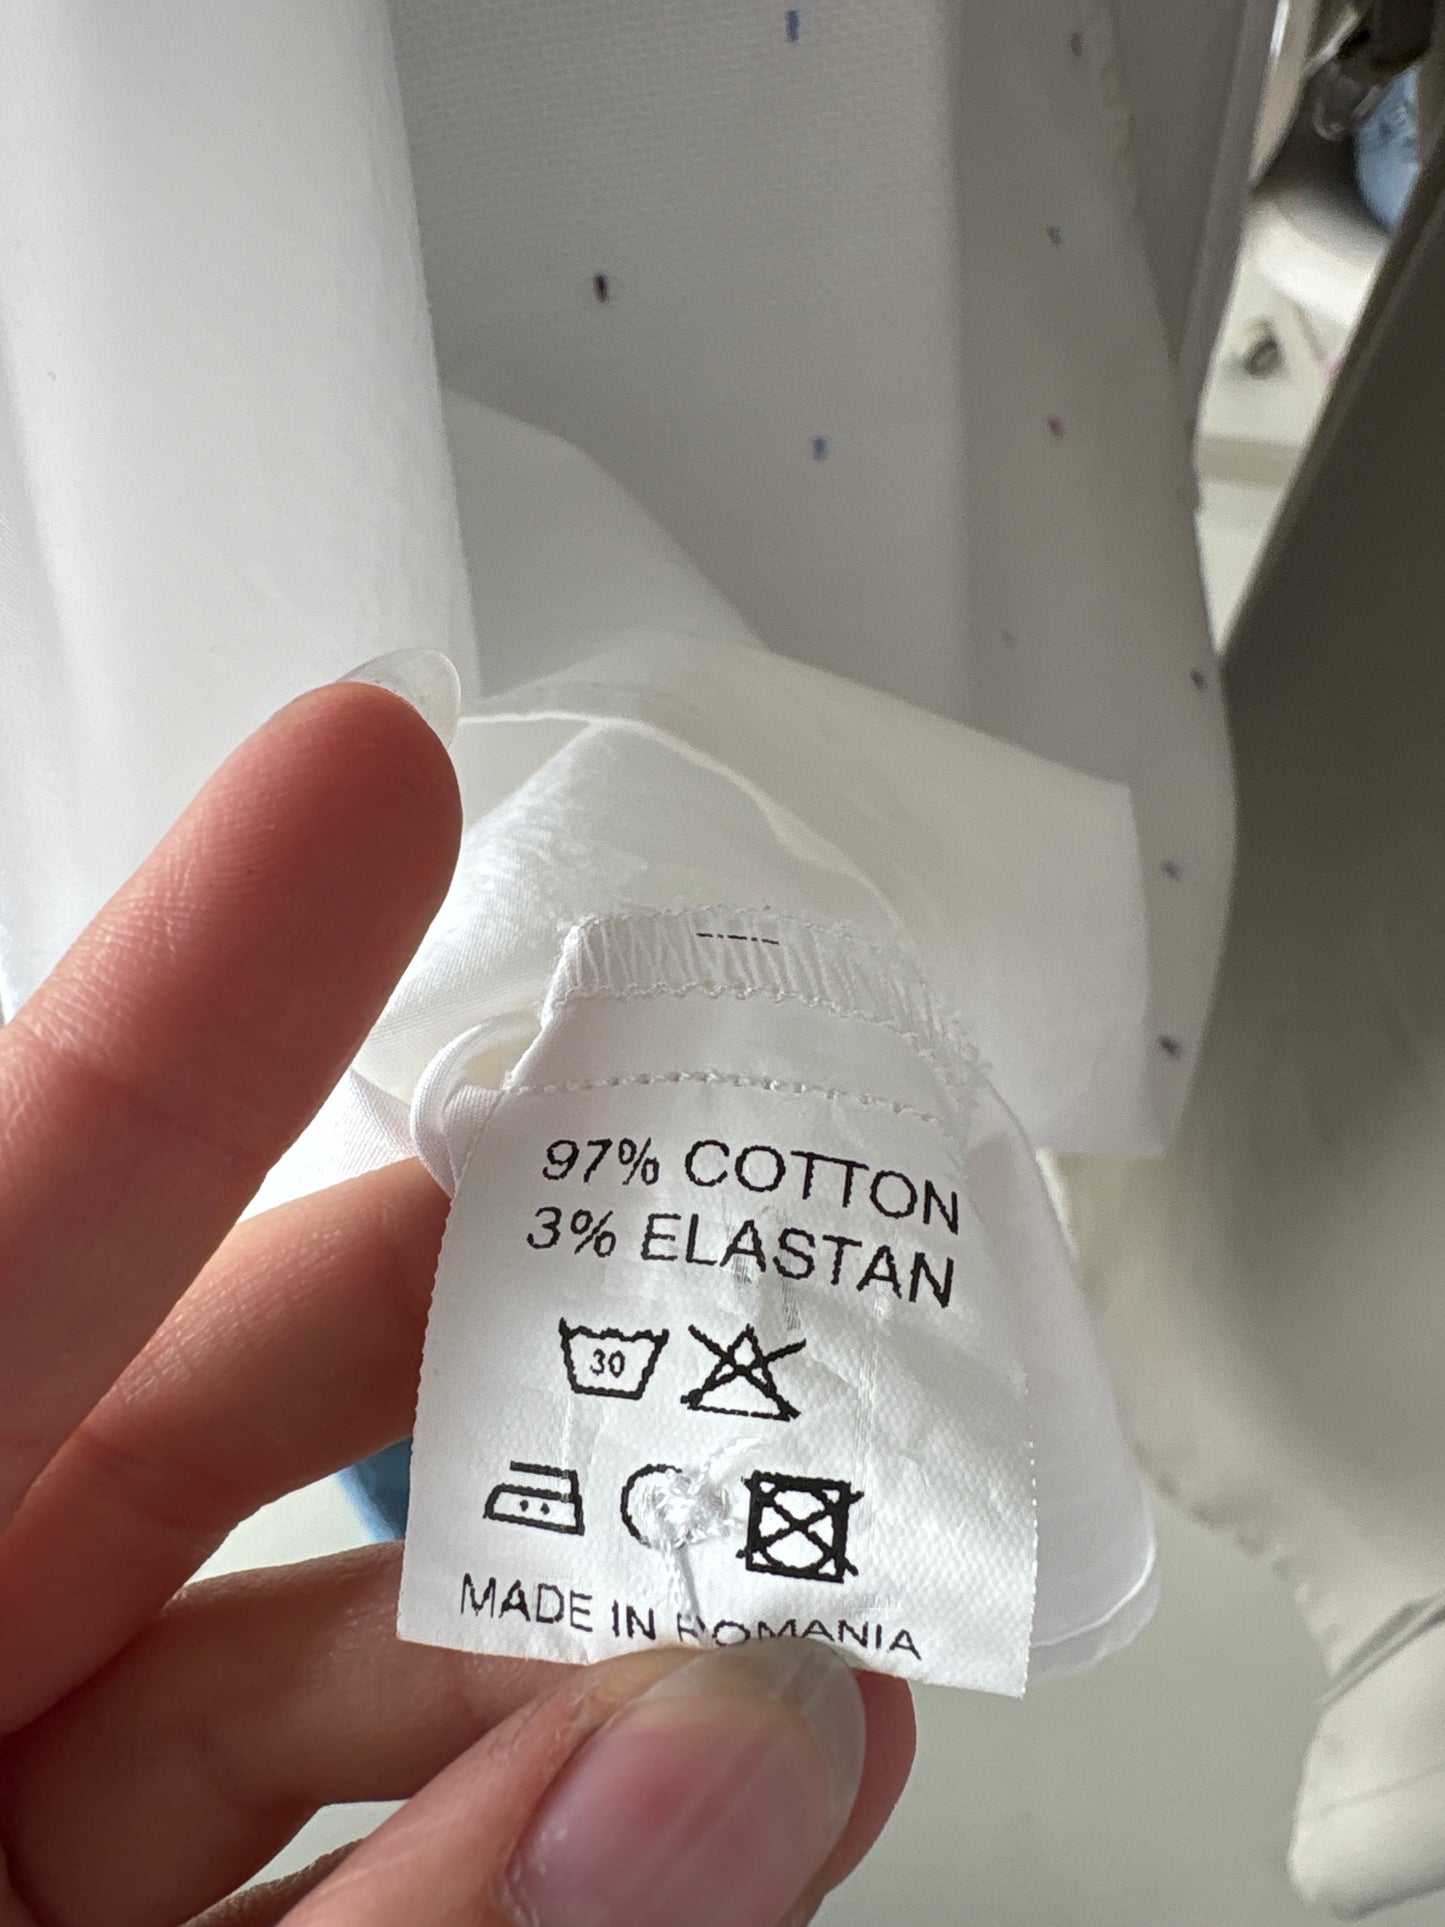 97% COTTON
3% ELASTAN
30
MADE IN ROMANIA